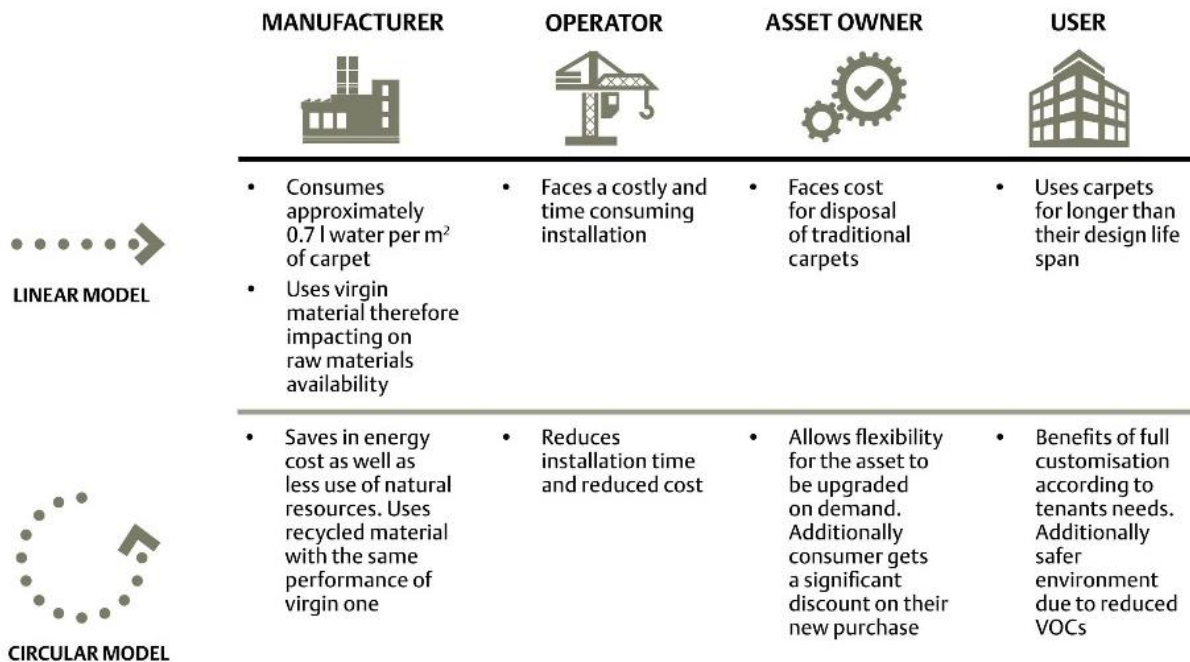 MANUFACTURER
OPERATOR
ASSET OWNER
USER
LINEAR MODEL
• Consumes
approximately
0.7 l water per m²
of carpet
• Uses virgin
material therefore
impacting on
raw materials
availability
• Faces a costly and
time consuming
installation
• Faces cost
for disposal
of traditional
carpets
• Uses carpets
for longer than
their design life
span
CIRCULAR MODEL
• Saves in energy
cost as well as
less use of natural
resources. Uses
recycled material
with the same
performance of
virgin one
• Reduces
installation time
and reduced cost
• Allows flexibility
for the asset to
be upgraded
on demand.
Additionally
consumer gets
a significant
discount on their
new purchase
• Benefits of full
customisation
according to
tenants needs.
Additionally
safer
environment
due to reduced
VOCs